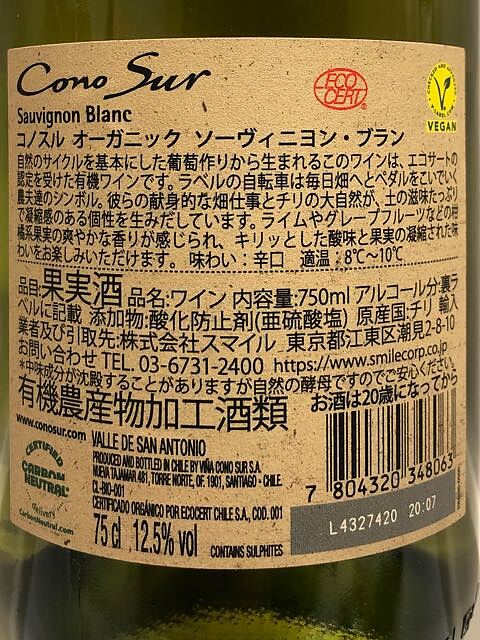 Cono Sur
ECO
CERT
VEGAN
Sauvignon Blanc
コノスル オーガニック ソーヴィニヨン・ブラン
自然のサイクルを基本にした葡萄作りから生まれるこのワインは、エコサートの
認定を受けた有機ワインです。ラベルの自転車は毎日畑へとペダルをこいでいく
農夫達のシンボル。彼らの献身的な畑仕事とチリの大自然が、土の滋味たっぷり
で凝縮感のある個性を生みだしています。ライムやグレープフルーツなどの柑
橘系果実の爽やかな香りが感じられ、キリッとした酸味と果実の凝縮された味
わいをお楽しみいただけます。 味わい：辛口 適温：8℃～10℃
品目:果実酒 品名:ワイン 内容量:750ml アルコール分:裏ラ
ベルに記載 添加物:酸化防止剤(亜硫酸塩) 原産国:チリ 輸入
業者及び引取先:株式会社スマイル 東京都江東区潮見2-8-10
お問い合わせ TEL. 03-6731-2400 https://www.smilecorp.co.jp
*中味成分が沈殿することがありますが自然の酵母ですのでご安心ください。
有機農産物加工酒類 お酒は20歳になってから
www.conosur.com
CERTIFIED
CARBON
NEUTRAL
delivery
CarbonNeutral.com
VALLE DE SAN ANTONIO
PRODUCED AND BOTTLED IN CHILE BY VIÑA CONO SUR S.A.
NUEVA TAJAMAR 481, TORRE NORTE, OF. 1901, SANTIAGO - CHILE.
CL-BIO-001
CERTIFICADO ORGÁNICO POR ECOCERT CHILE S.A., COD. 001
75 cl 12.5% vol CONTAINS SULPHITES
7 804320 348063
L4327420 20:07